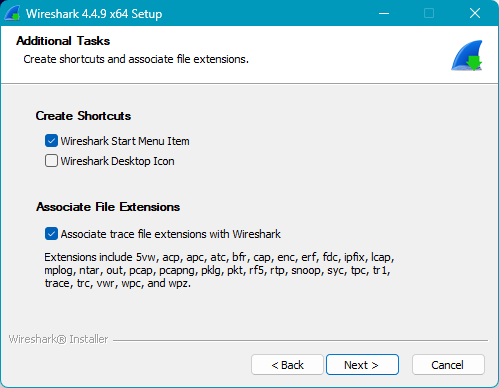 Wireshark 4.4.9 x64 Setup
Additional Tasks
Create shortcuts and associate file extensions.
Create Shortcuts
Wireshark Start Menu Item
Wireshark Desktop Icon
Associate File Extensions
Associate trace file extensions with Wireshark
Extensions include 5vw, acp, apc, atc, bfr, cap, enc, erf, fdc, ipfix, lcap,
mplog, ntar, out, pcap, pcapng, pklg, pkt, rf5, rtp, snoop, syc, tpc, tr1,
trace, trc, vwr, wpc, and wpz.
Wireshark® Installer
< Back
Next >
Cancel